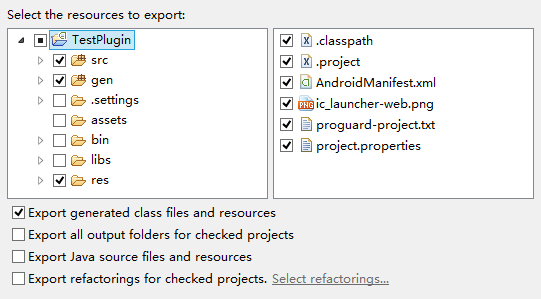 Select the resources to export:
TestPlugin
src
gen
.settings
assets
bin
libs
res
.classpath
.project
AndroidManifest.xml
ic_launcher-web.png
proguard-project.txt
project.properties
Export generated class files and resources
Export all output folders for checked projects
Export Java source files and resources
Export refactorings for checked projects. Select refactorings...